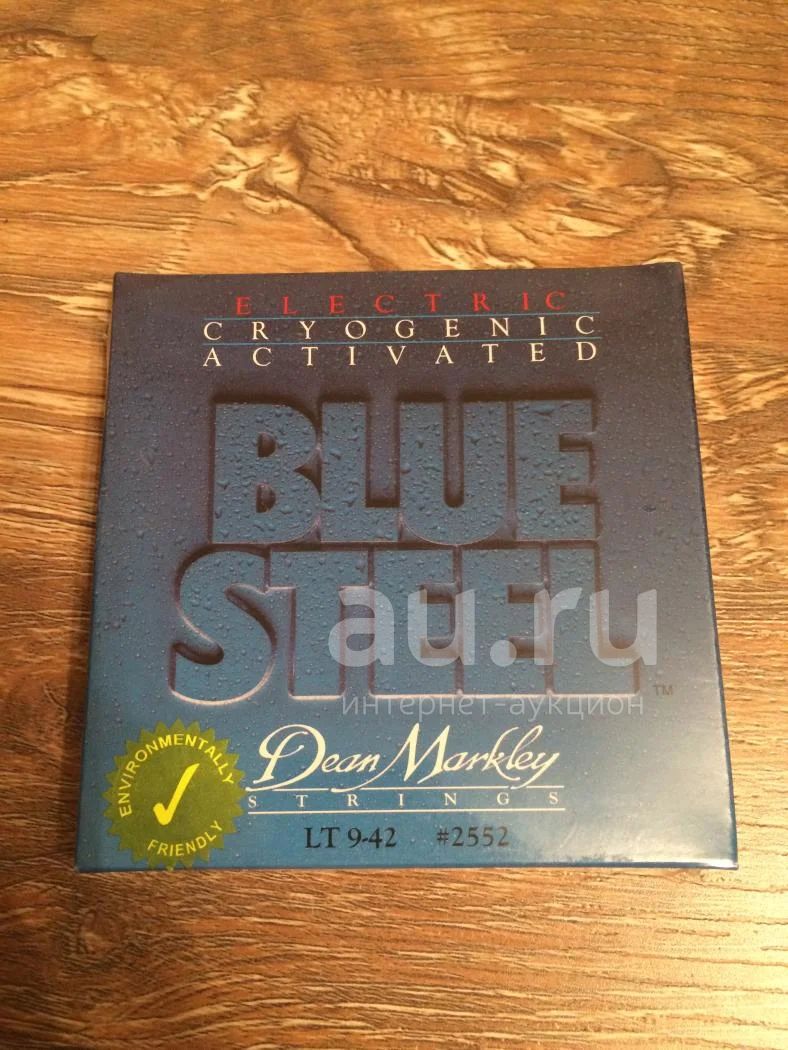 ELECTRIC
CRYOGENIC
ACTIVATED
BLUE
STEEL
™
au.ru
интернет-аукцион
ENVIRONMENTALLY
FRIENDLY
Dean Markley
STRINGS
LT 9-42 #2552